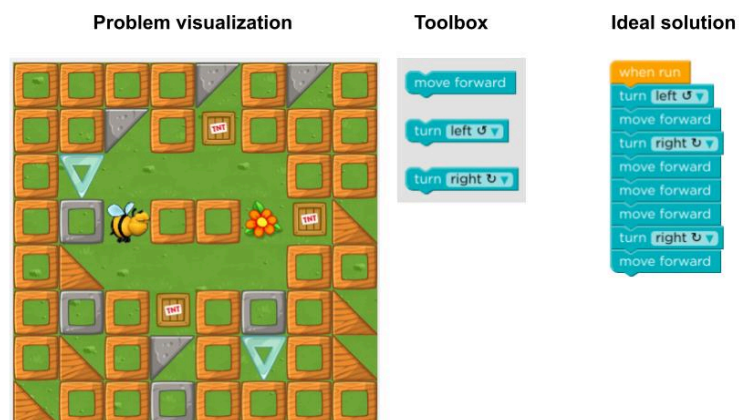 Problem visualization
Toolbox
Ideal solution
TNT
TNT
TNT
move forward
turn left ↺ ▼
turn right ↻ ▼
when run
turn left ↺ ▼
move forward
turn right ↻ ▼
move forward
move forward
move forward
turn right ↻ ▼
move forward